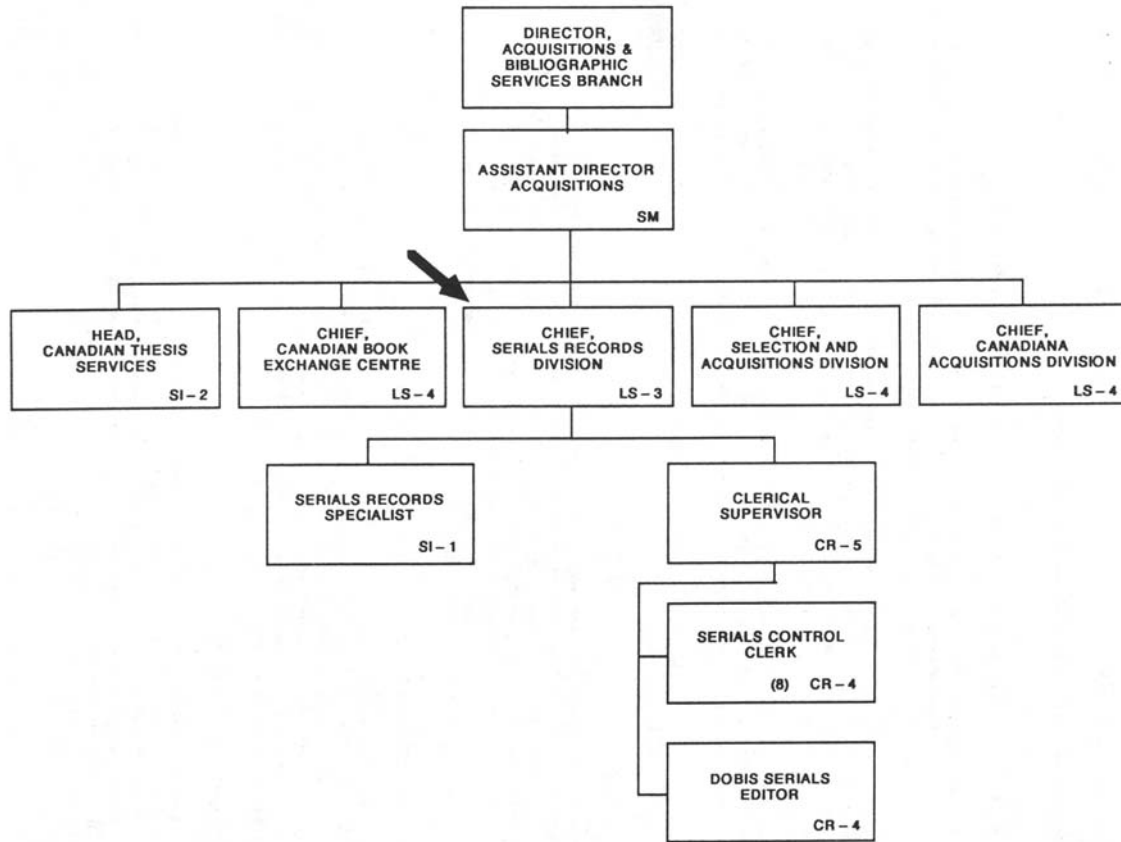 DIRECTOR,
ACQUISITIONS &
BIBLIOGRAPHIC
SERVICES BRANCH
ASSISTANT DIRECTOR
ACQUISITIONS
SM
HEAD,
CANADIAN THESIS
SERVICES
SI – 2
CHIEF,
CANADIAN BOOK
EXCHANGE CENTRE
LS – 4
CHIEF,
SERIALS RECORDS
DIVISION
LS – 3
CHIEF,
SELECTION AND
ACQUISITIONS DIVISION
LS – 4
CHIEF,
CANADIANA
ACQUISITIONS DIVISION
LS – 4
SERIALS RECORDS
SPECIALIST
SI – 1
CLERICAL
SUPERVISOR
CR – 5
SERIALS CONTROL
CLERK
(8) CR – 4
DOBIS SERIALS
EDITOR
CR – 4